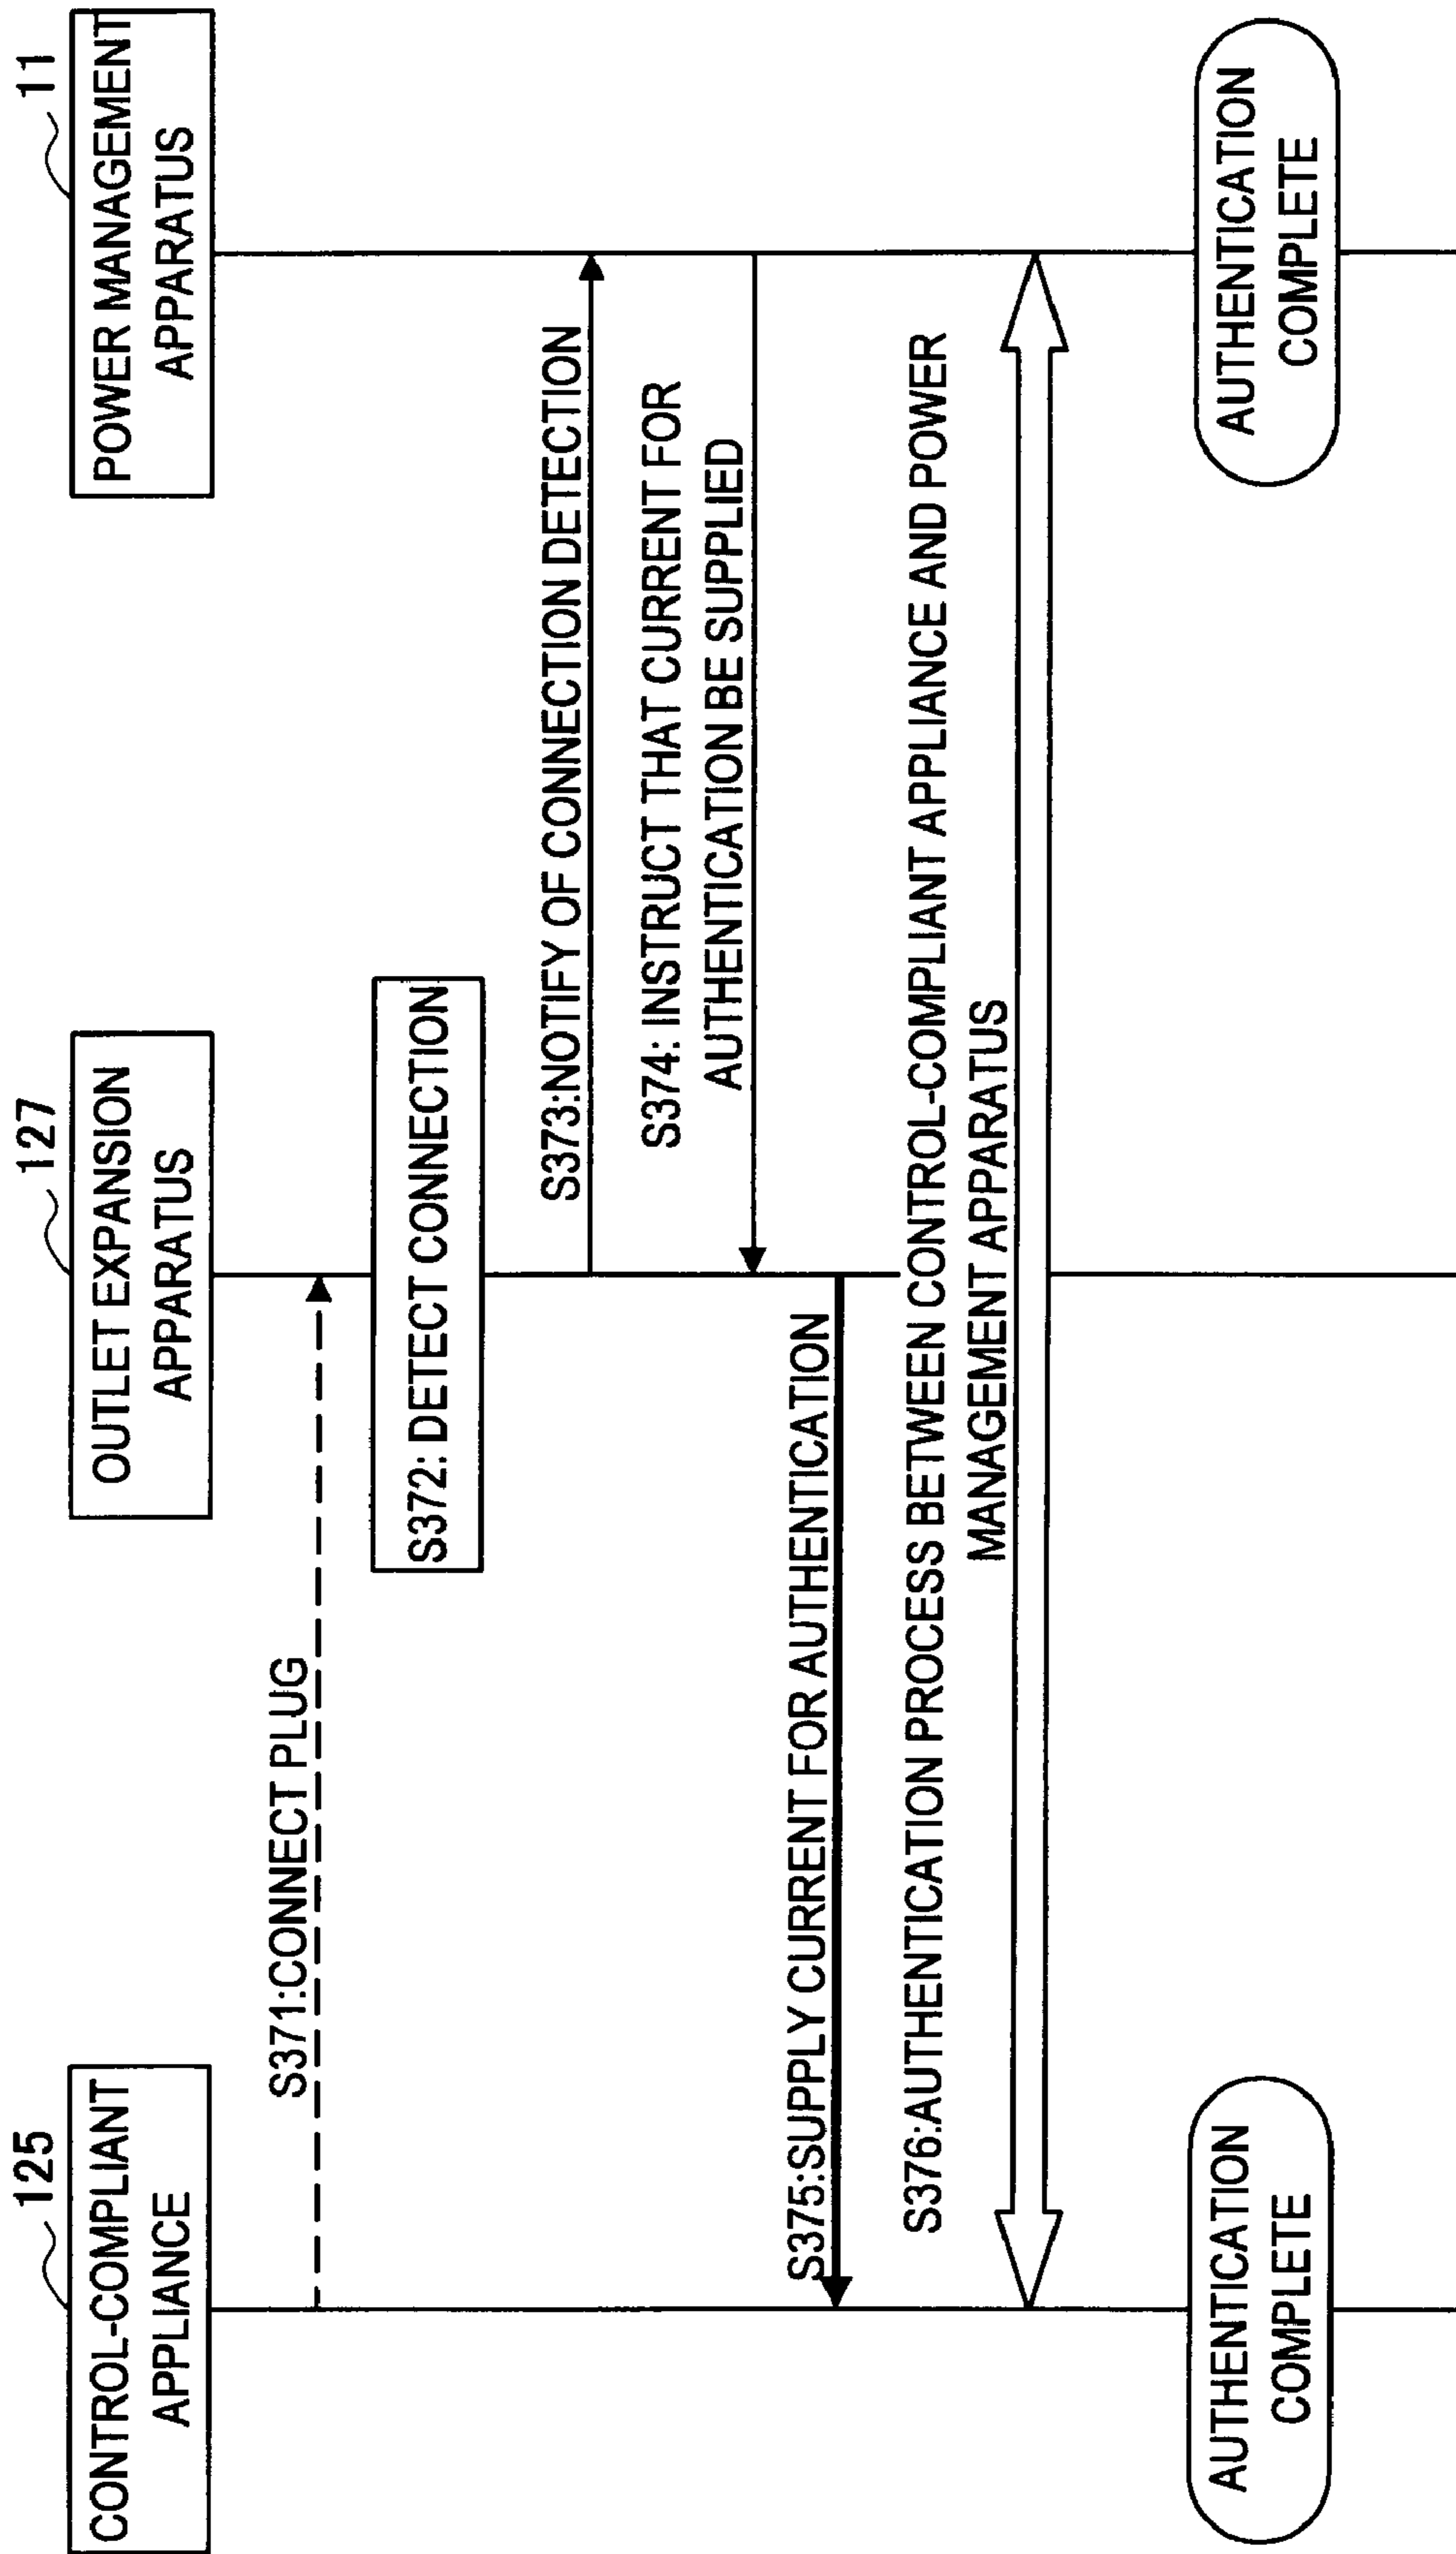 125
CONTROL-COMPLIANT
APPLIANCE
127
OUTLET EXPANSION
APPARATUS
11
POWER MANAGEMENT
APPARATUS
S371:CONNECT PLUG
S372: DETECT CONNECTION
S373:NOTIFY OF CONNECTION DETECTION
S374: INSTRUCT THAT CURRENT FOR
AUTHENTICATION BE SUPPLIED
S375:SUPPLY CURRENT FOR AUTHENTICATION
S376:AUTHENTICATION PROCESS BETWEEN CONTROL-COMPLIANT APPLIANCE AND POWER
MANAGEMENT APPARATUS
AUTHENTICATION
COMPLETE
AUTHENTICATION
COMPLETE